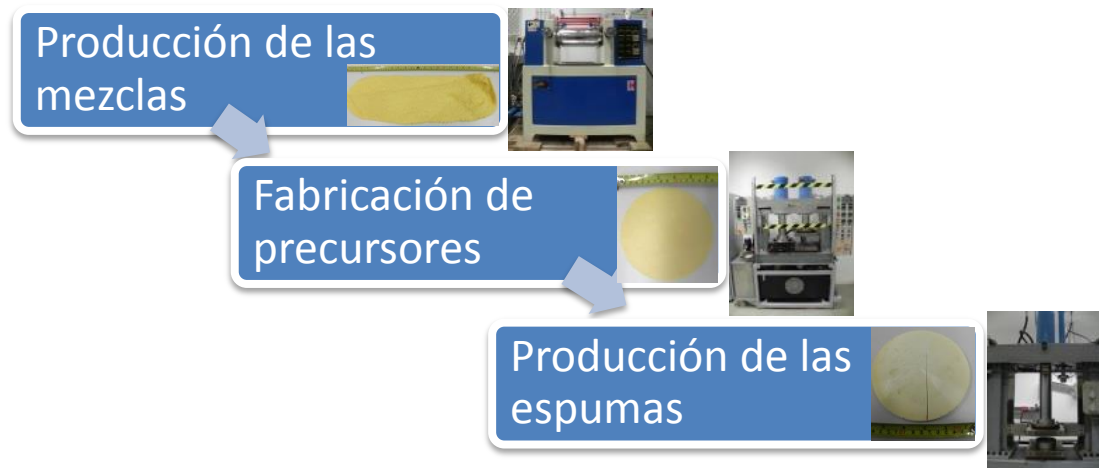 Producción de las
mezclas
Fabricación de
precursores
Producción de las
espumas